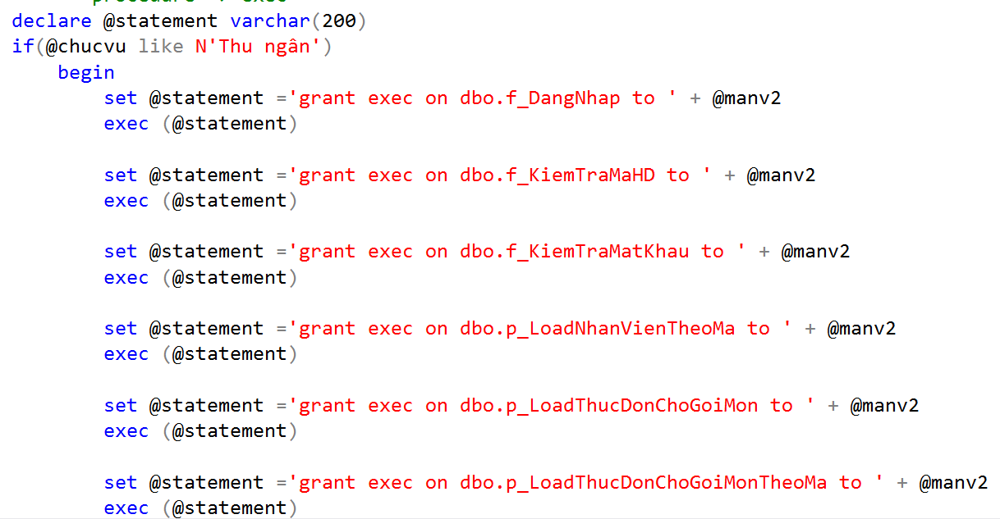 procedure -> exec
declare @statement varchar(200)
if(@chucvu like N'Thu ngân')
begin
set @statement ='grant exec on dbo.f_DangNhap to ' + @manv2
exec (@statement)
set @statement ='grant exec on dbo.f_KiemTraMaHD to ' + @manv2
exec (@statement)
set @statement ='grant exec on dbo.f_KiemTraMatKhau to ' + @manv2
exec (@statement)
set @statement ='grant exec on dbo.p_LoadNhanVienTheoMa to ' + @manv2
exec (@statement)
set @statement ='grant exec on dbo.p_LoadThucDonChoGoiMon to ' + @manv2
exec (@statement)
set @statement ='grant exec on dbo.p_LoadThucDonChoGoiMonTheoMa to ' + @manv2
exec (@statement)